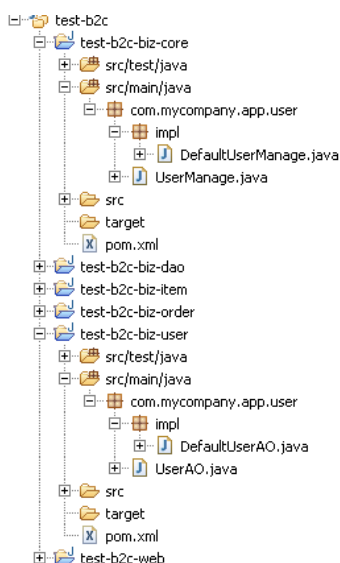 test-b2c
test-b2c-biz-core
src/test/java
src/main/java
com.mycompany.app.user
impl
DefaultUserManage.java
UserManage.java
src
target
pom.xml
test-b2c-biz-dao
test-b2c-biz-item
test-b2c-biz-order
test-b2c-biz-user
src/test/java
src/main/java
com.mycompany.app.user
impl
DefaultUserAO.java
UserAO.java
src
target
pom.xml
test-b2c-web